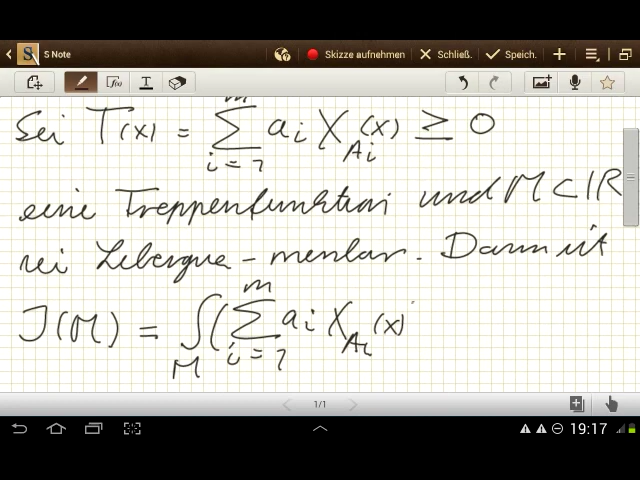 S Note
Skizze aufnehmen
Schließ.
Speich.
Sei T(x) = ∑_{i=1}^{m} a_i χ_{A_i}(x) ≥ 0
eine Treppenfunktion und M ⊂ ℝ
sei Lebesgue-messbar. Dann ist
J(M) = ∫_M (∑_{i=1}^{m} a_i χ_{A_i}(x)
1/1
19:17